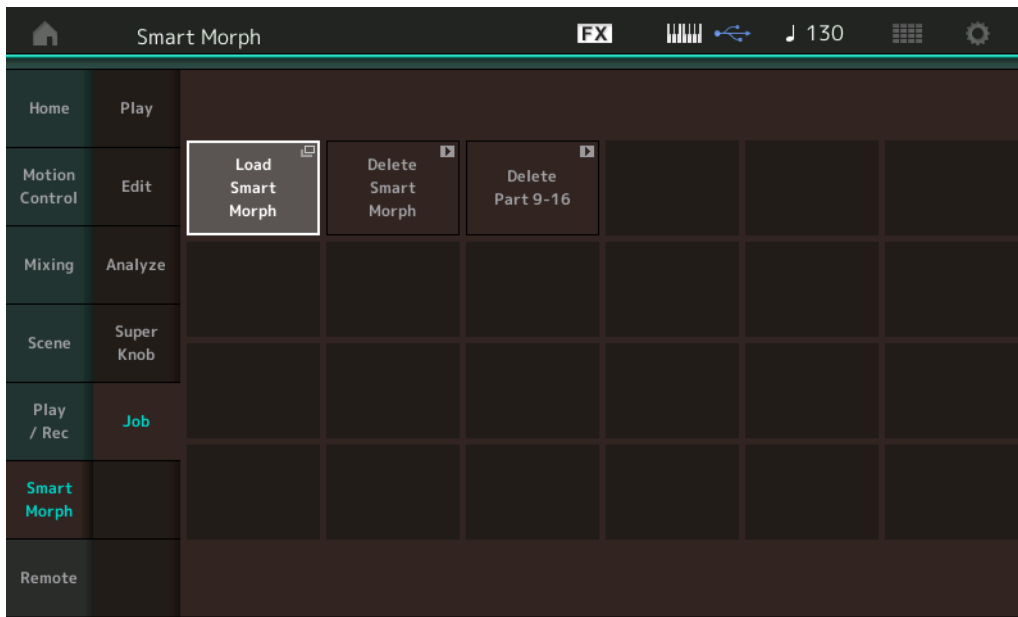 Smart Morph
FX
130
Home
Play
Motion
Control
Edit
Load
Smart
Morph
Delete
Smart
Morph
Delete
Part 9-16
Mixing
Analyze
Scene
Super
Knob
Play
/ Rec
Job
Smart
Morph
Remote